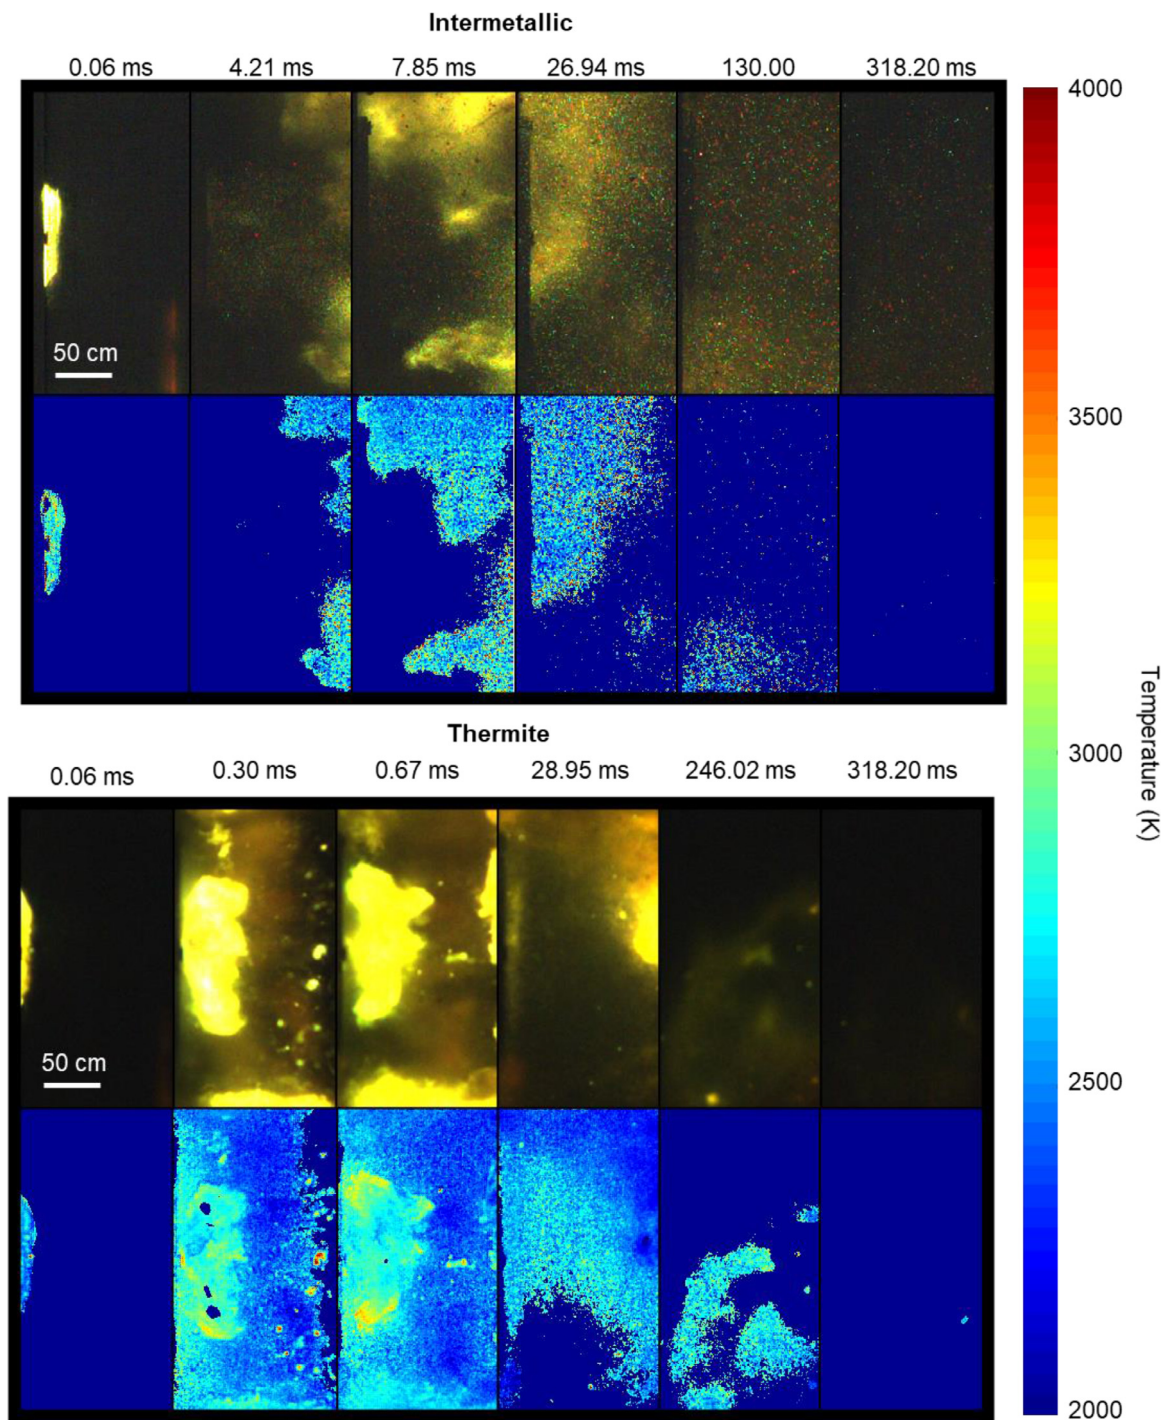 Intermetallic
0.06 ms 4.21 ms 7.85 ms 26.94 ms 130.00 318.20 ms
50 cm
Thermite
0.06 ms 0.30 ms 0.67 ms 28.95 ms 246.02 ms 318.20 ms
50 cm
4000
3500
3000
2500
2000
Temperature (K)